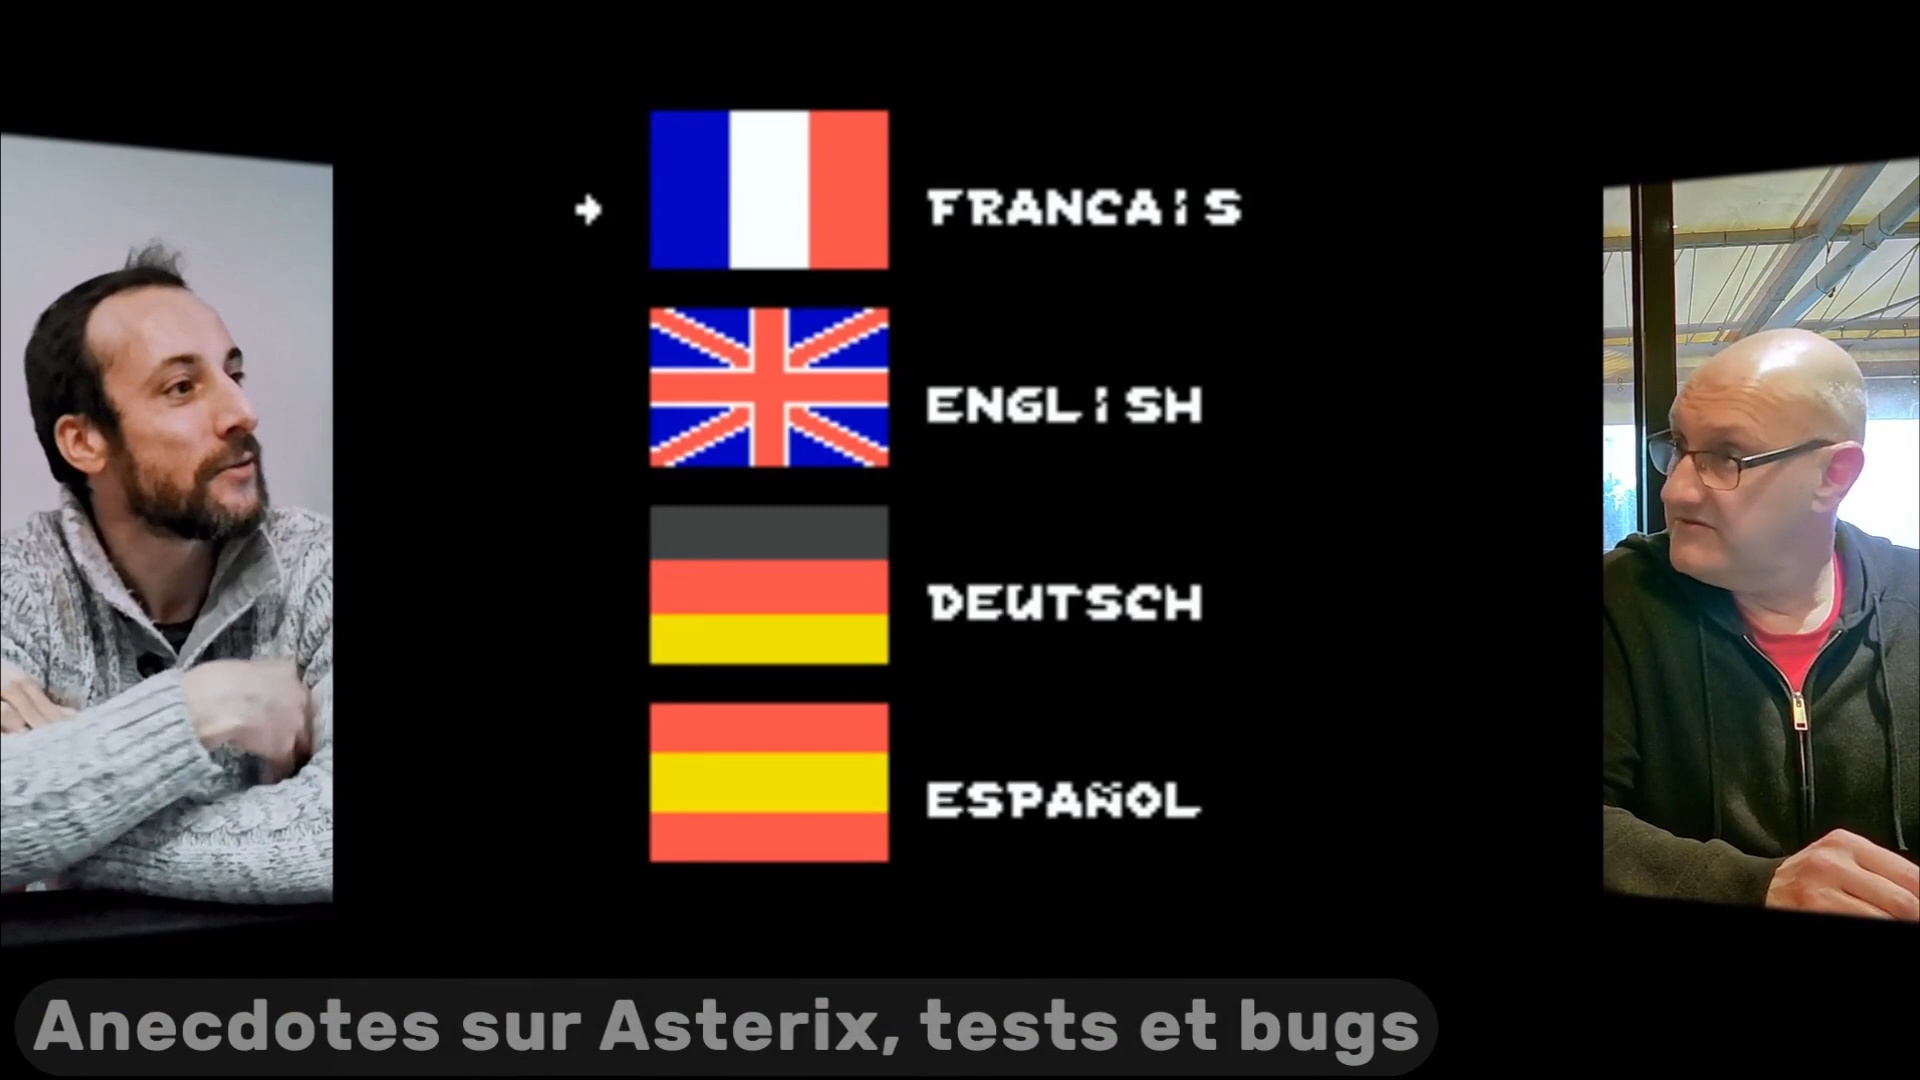 FRANCAIS
ENGLISH
DEUTSCH
ESPAÑOL
Anecdotes sur Asterix, tests et bugs